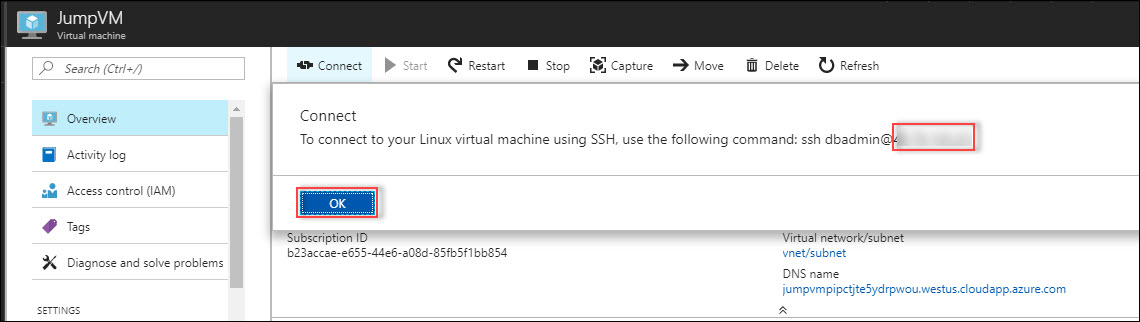 JumpVM
Virtual machine
Search (Ctrl+/)
Overview
Activity log
Access control (IAM)
Tags
Diagnose and solve problems
SETTINGS
Connect Start Restart Stop Capture Move Delete Refresh
Connect
To connect to your Linux virtual machine using SSH, use the following command: ssh dbadmin@
OK
Subscription ID
b23accae-e655-44e6-a08d-85fb5f1bb854
Virtual network/subnet
vnet/subnet
DNS name
jumpvmpipctjte5ydrpwou.westus.cloudapp.azure.com